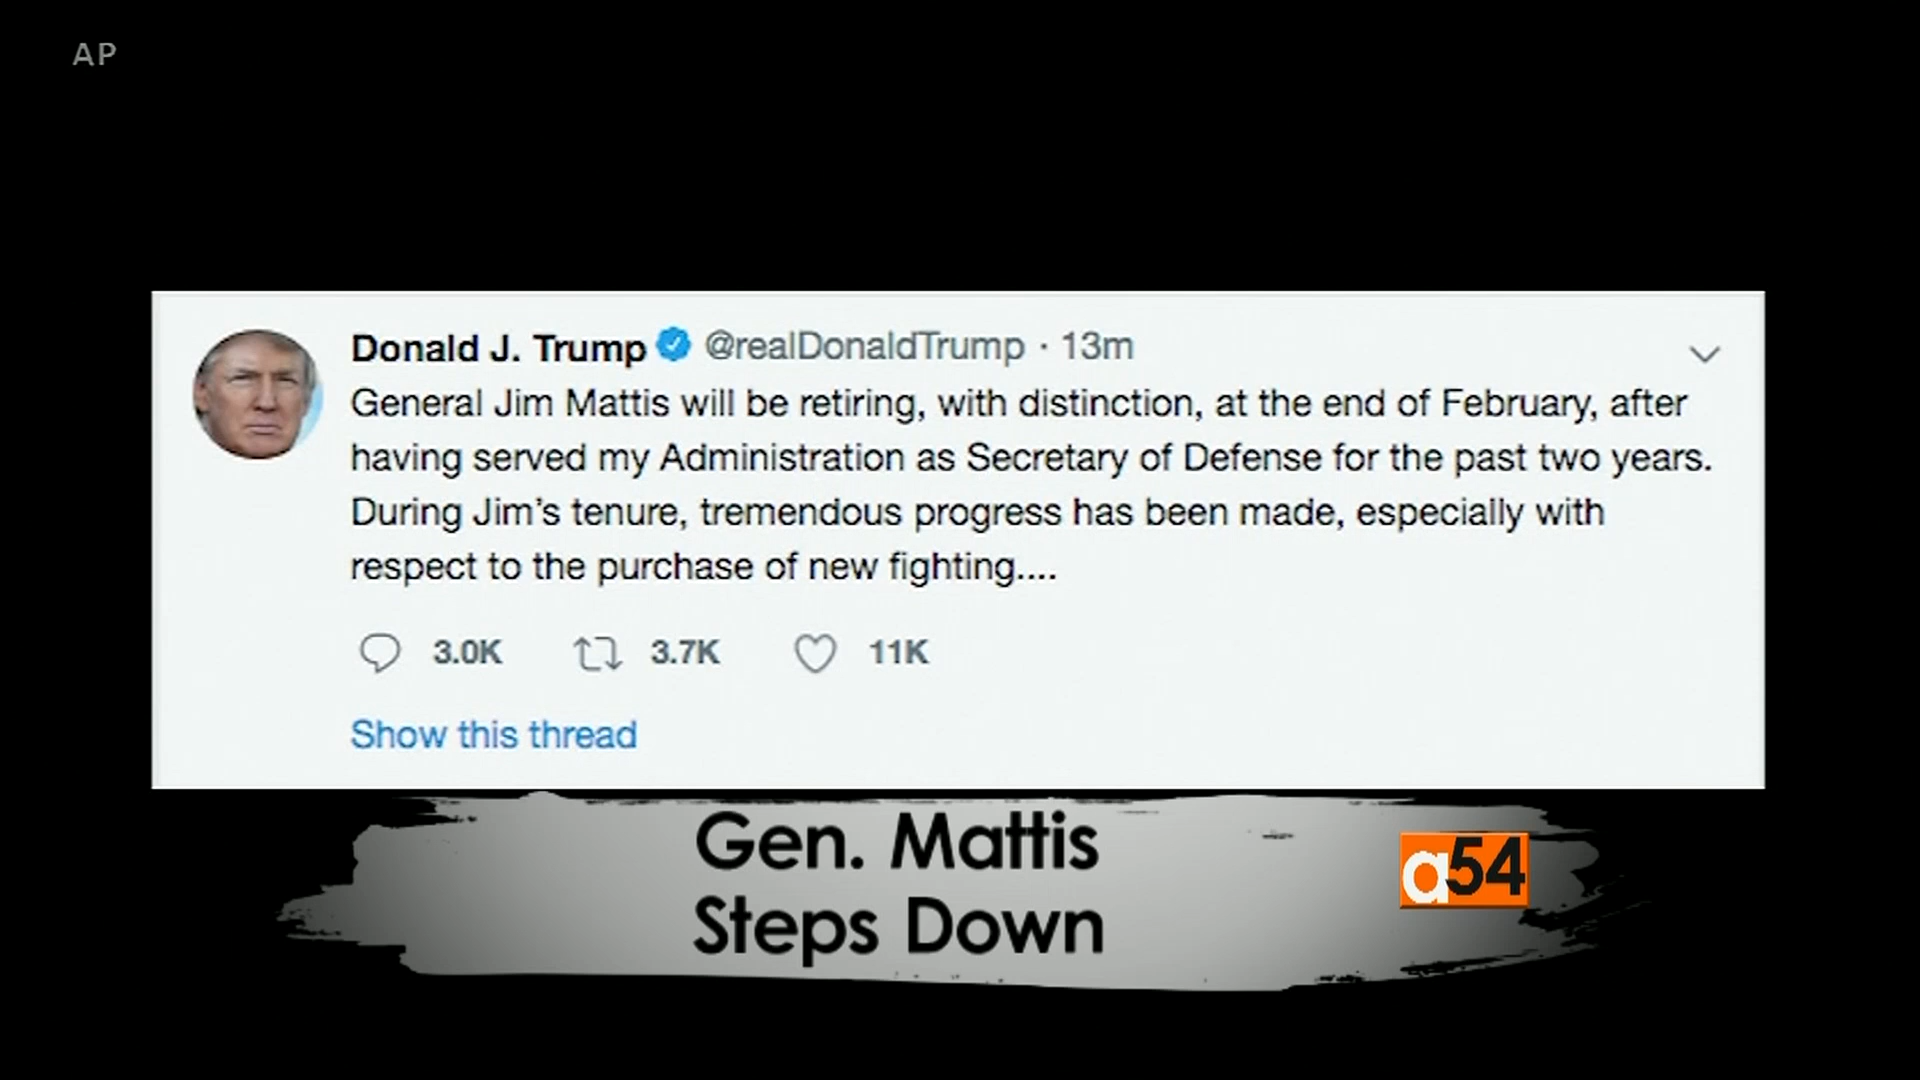 AP
Donald J. Trump @realDonaldTrump · 13m
General Jim Mattis will be retiring, with distinction, at the end of February, after
having served my Administration as Secretary of Defense for the past two years.
During Jim’s tenure, tremendous progress has been made, especially with
respect to the purchase of new fighting....
3.0K 3.7K 11K
Show this thread
Gen. Mattis
Steps Down
a54